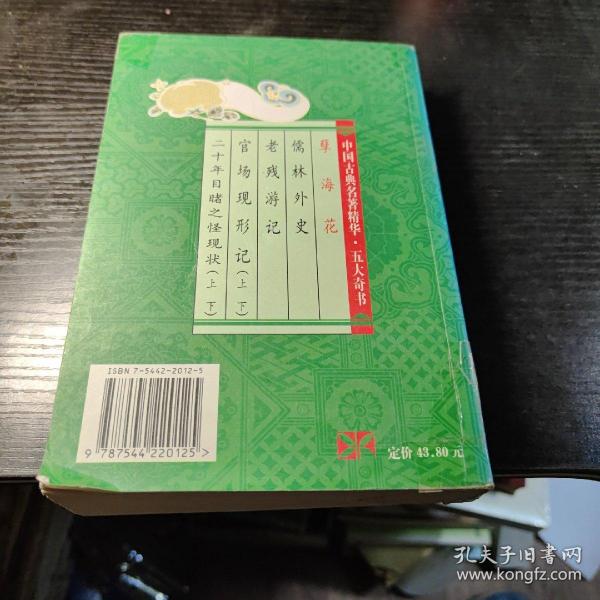 中国古典名著精华·五大奇书
孽海花
儒林外史
老残游记
官场现形记(上 下)
二十年目睹之怪现状(上 下)
ISBN 7-5442-2012-5
9 787544 220125 >
定价 43.80 元
孔夫子旧书网
www.kongfz.com